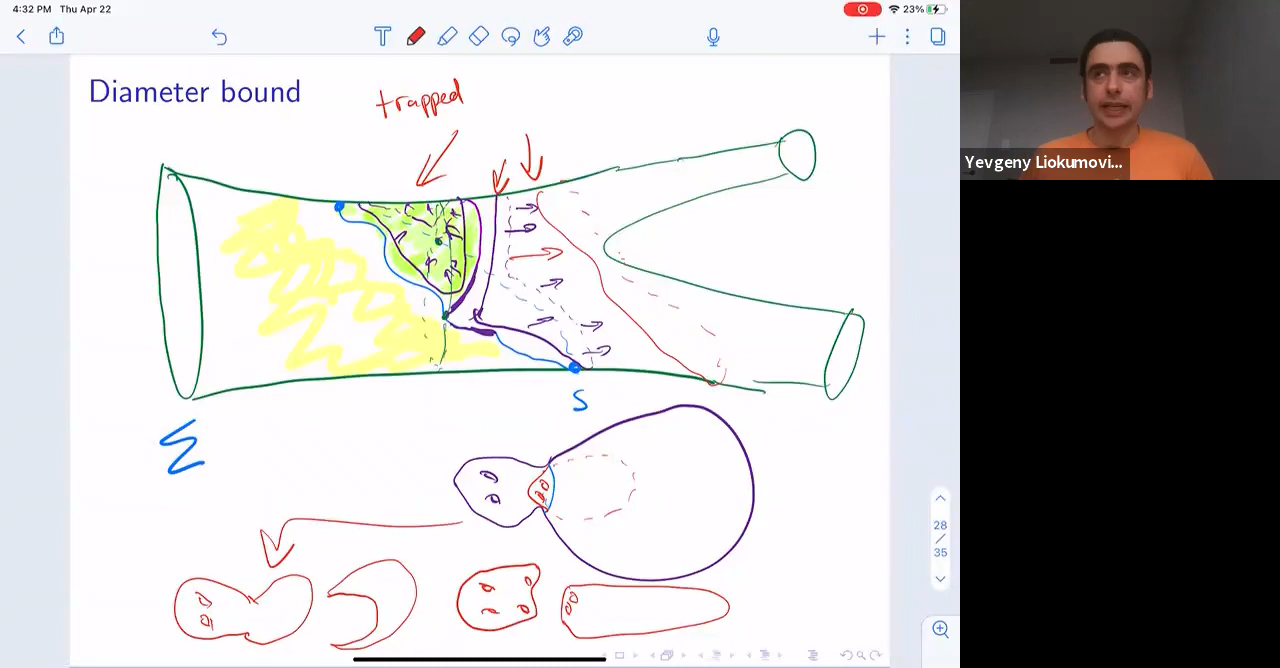 4:32 PM Thu Apr 22
23%
Diameter bound
trapped
Yevgeny Liokumovi...
S
Σ
28
35